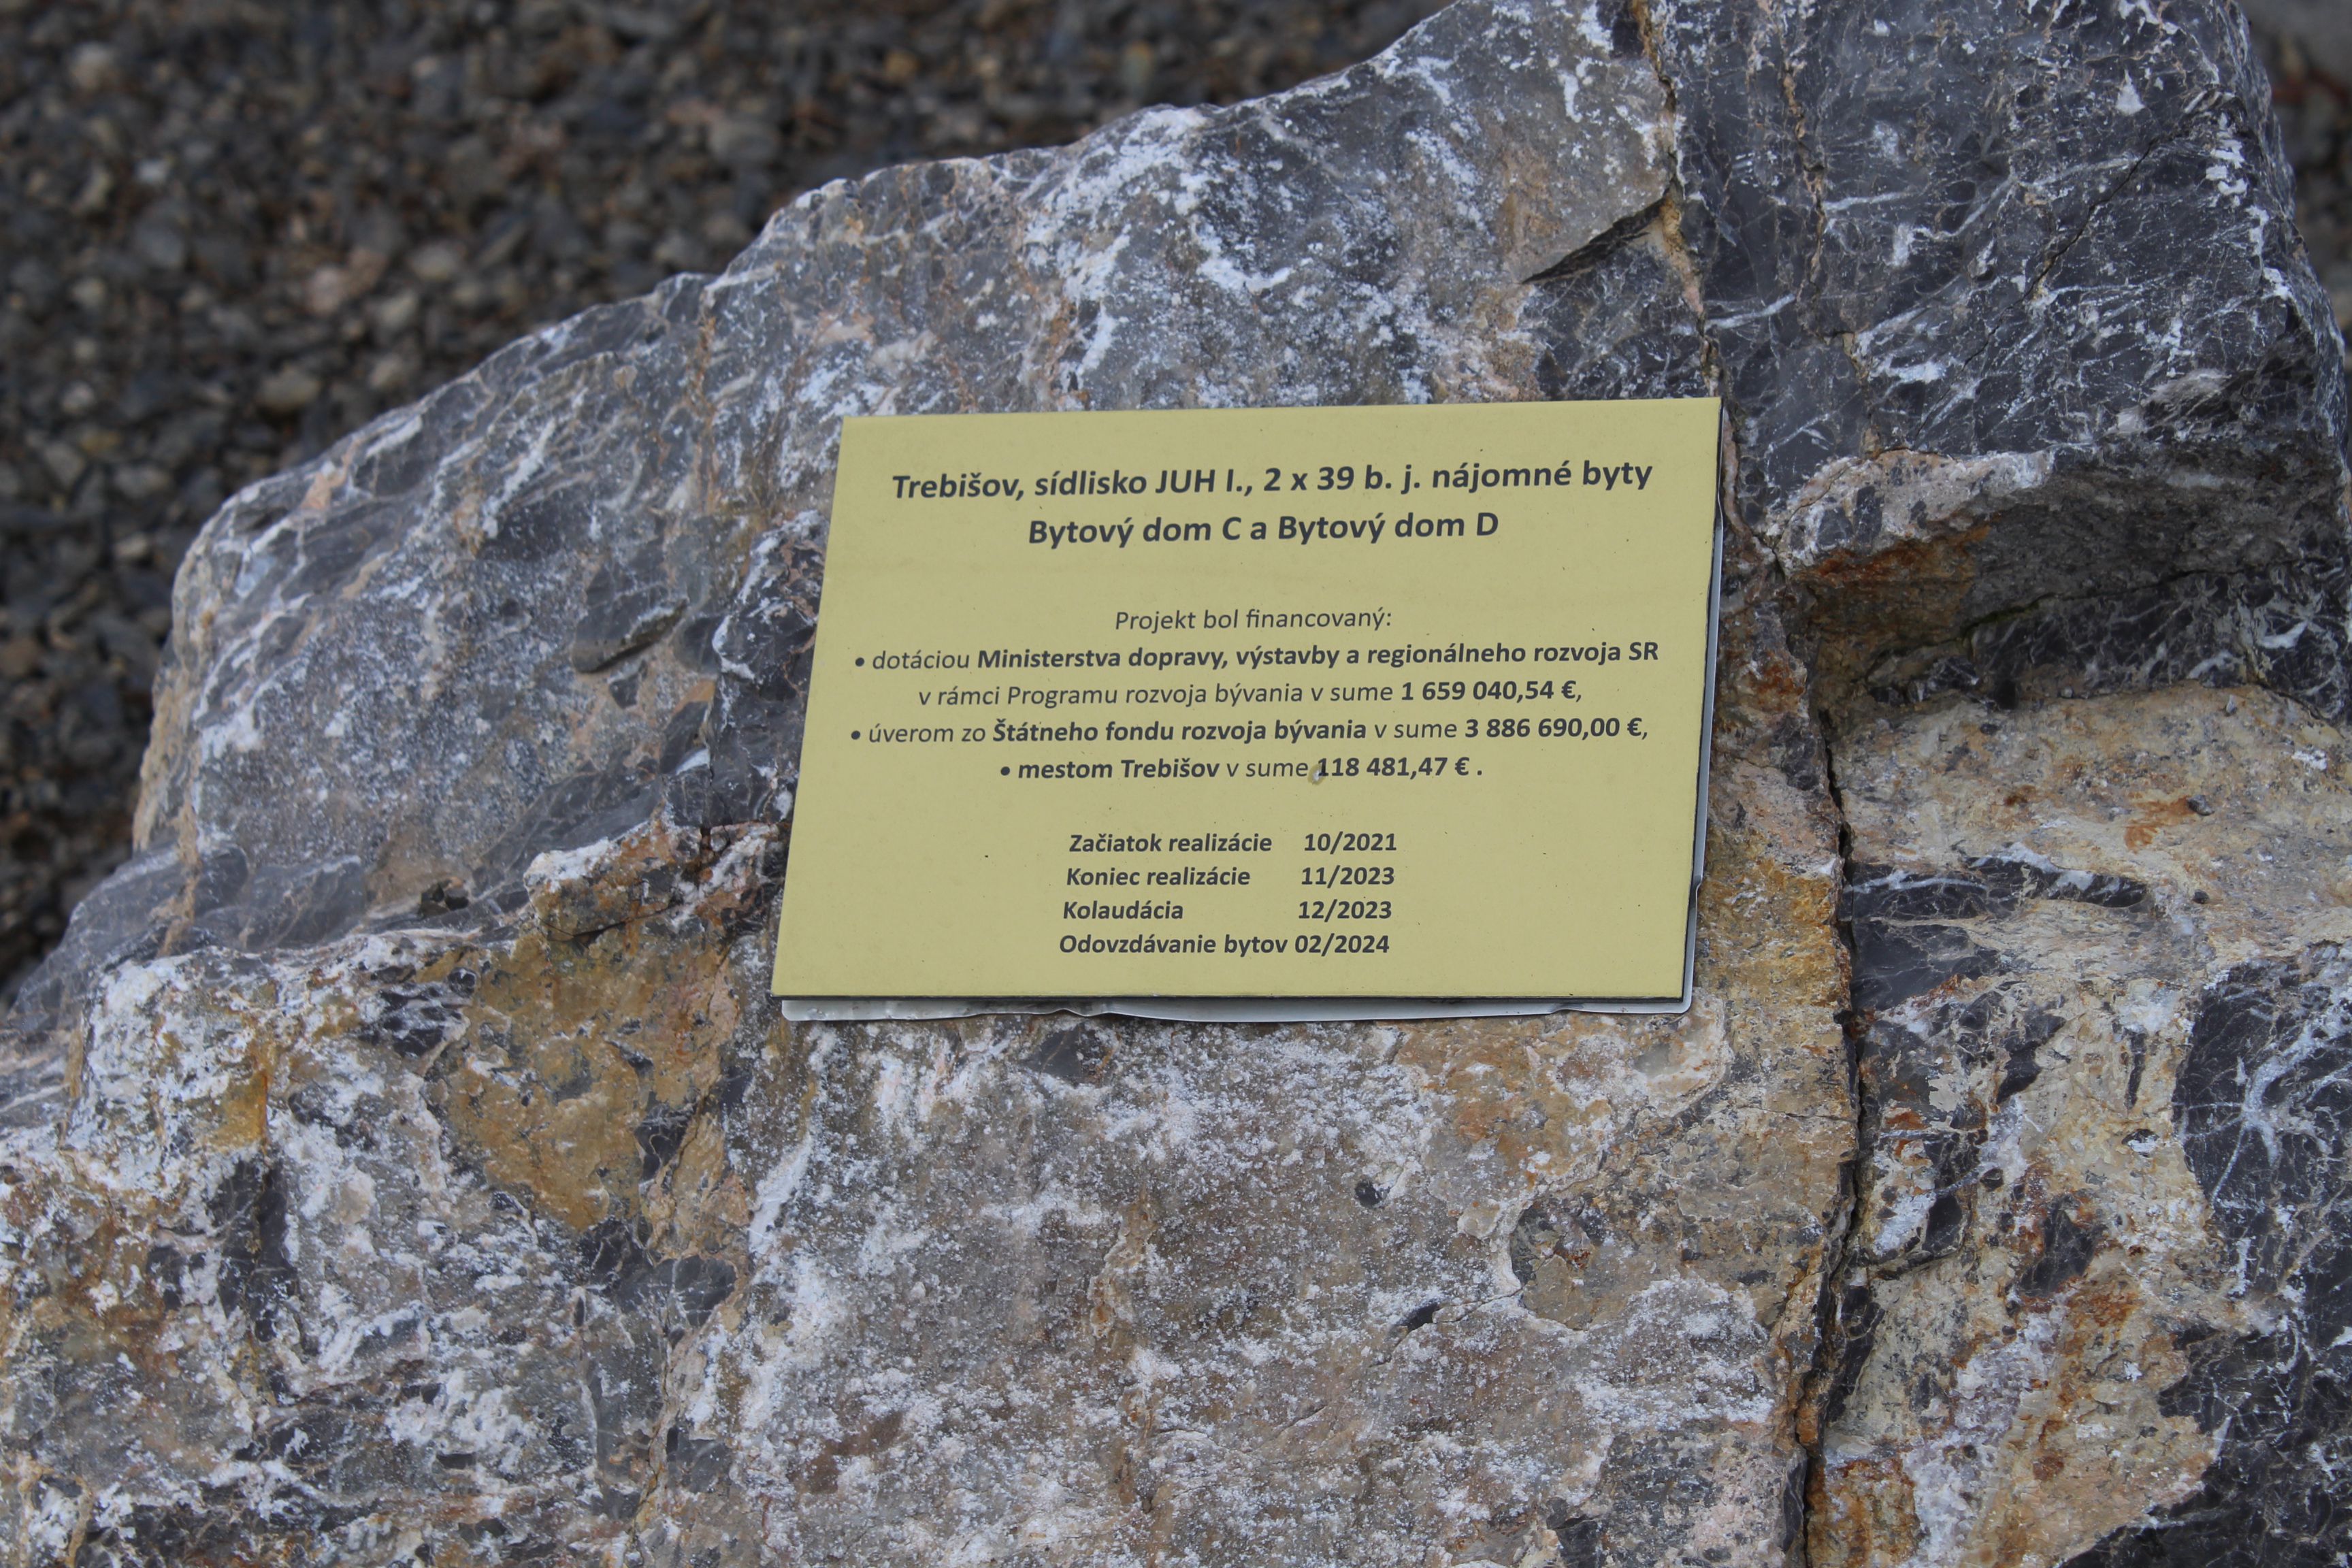 Trebišov, sídlisko JUH I., 2 x 39 b. j. nájomné byty
Bytový dom C a Bytový dom D
Projekt bol financovaný:
• dotáciou Ministerstva dopravy, výstavby a regionálneho rozvoja SR
v rámci Programu rozvoja bývania v sume 1 659 040,54 €,
• úverom zo Štátneho fondu rozvoja bývania v sume 3 886 690,00 €,
• mestom Trebišov v sume 118 481,47 € .
Začiatok realizácie 10/2021
Koniec realizácie 11/2023
Kolaudácia 12/2023
Odovzdávanie bytov 02/2024